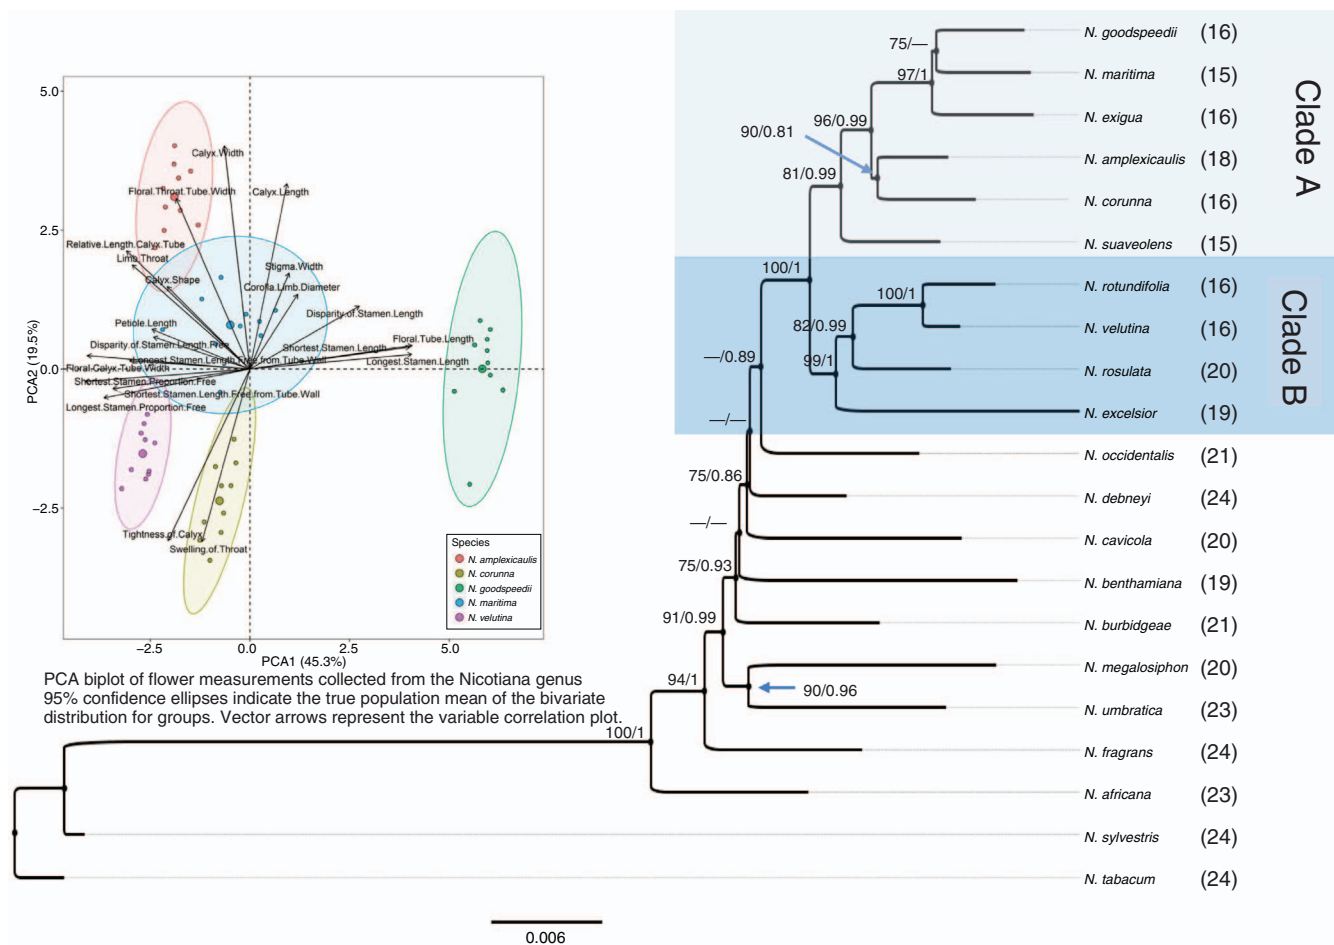 5.0
2.5
0.0
−2.5
PCA2 (19.5%)
Calyx.Width
Floral.Throat.Tube.Width
Calyx.Length
Relative.Length.Calyx.Tube
Limb.Throat
Calyx.Shape
Stigma.Width
Corolla.Limb.Diameter
Disparity.of.Stamen.Length
Petiole.Length
Disparity.of.Stamen.Length.Free
Floral.Tube.Length
Shortest.Stamen.Length
Longest.Stamen.Length.Free.from.Tube.Wall
Longest.Stamen.Length
Floral.Calyx.Tube.Width
Shortest.Stamen.Proportion.Free
Shortest.Stamen.Length.Free.from.Tube.Wall
Longest.Stamen.Proportion.Free
Tightness.of.Calyx
Swelling.of.Throat
Species
N. amplexicaulis
N. corunna
N. goodspeedii
N. maritima
N. velutina
−2.5
0.0
2.5
5.0
PCA1 (45.3%)
PCA biplot of flower measurements collected from the Nicotiana genus
95% confidence ellipses indicate the true population mean of the bivariate
distribution for groups. Vector arrows represent the variable correlation plot.
75/—
97/1
96/0.99
90/0.81
81/0.99
100/1
100/1
82/0.99
99/1
—/0.89
—/—
75/0.86
—/—
75/0.93
91/0.99
90/0.96
94/1
100/1
N. goodspeedii (16)
N. maritima (15)
N. exigua (16)
N. amplexicaulis (18)
N. corunna (16)
N. suaveolens (15)
N. rotundifolia (16)
N. velutina (16)
N. rosulata (20)
N. excelsior (19)
N. occidentalis (21)
N. debneyi (24)
N. cavicola (20)
N. benthamiana (19)
N. burbidgeae (21)
N. megalosiphon (20)
N. umbratica (23)
N. fragrans (24)
N. africana (23)
N. sylvestris (24)
N. tabacum (24)
Clade A
Clade B
0.006